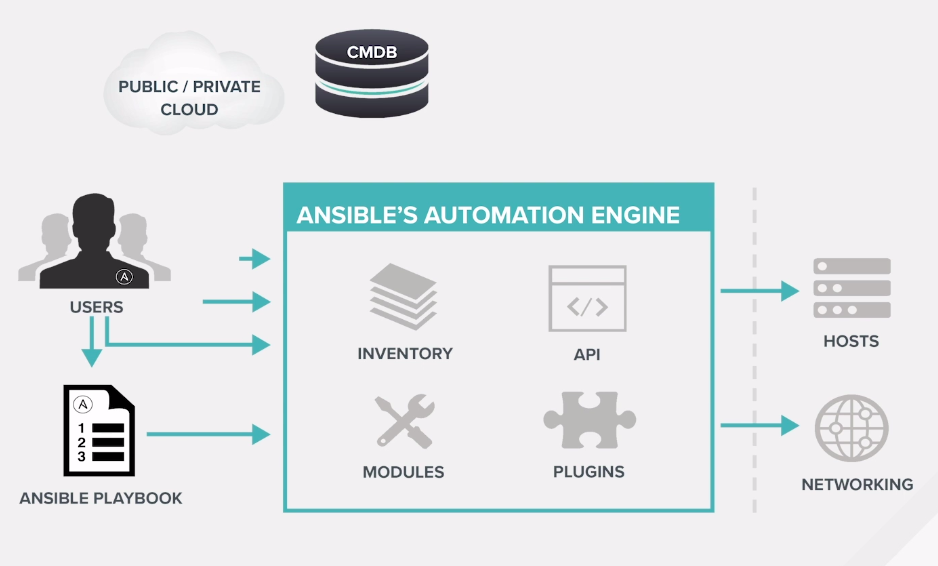 CMDB
PUBLIC / PRIVATE
CLOUD
ANSIBLE'S AUTOMATION ENGINE
A
USERS
</>
HOSTS
INVENTORY
API
A
1
2
3
MODULES
PLUGINS
NETWORKING
ANSIBLE PLAYBOOK